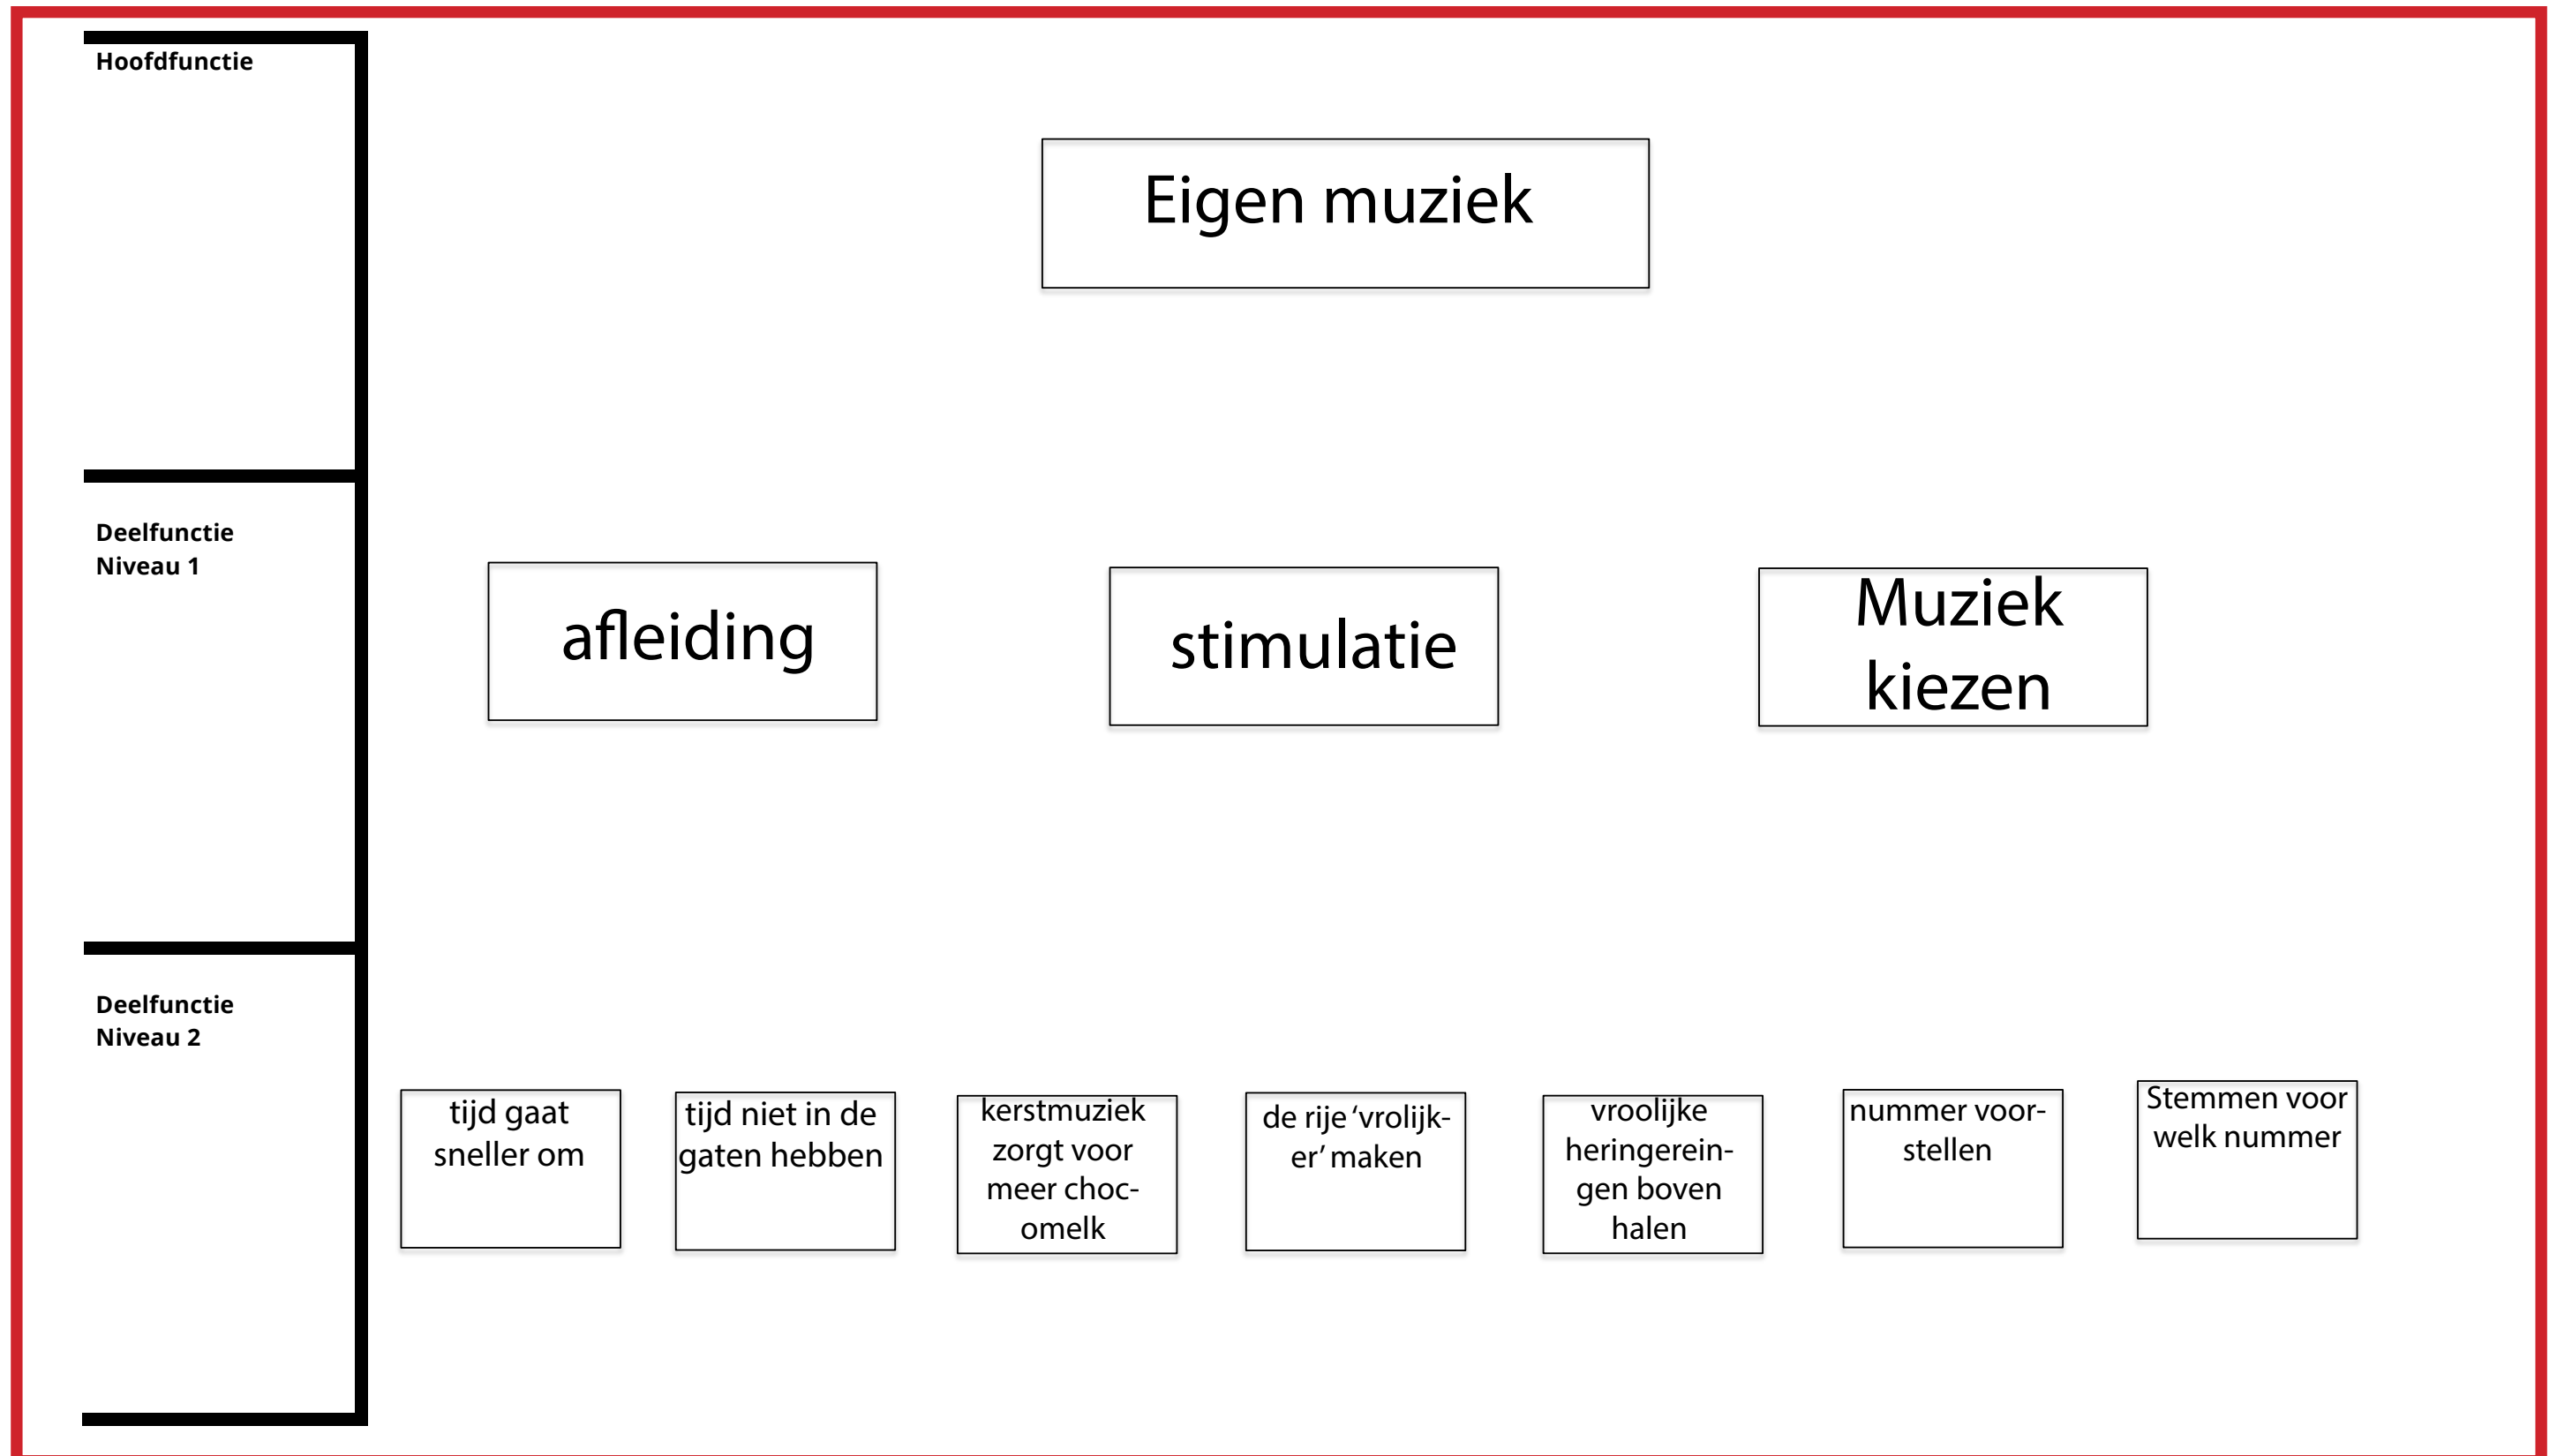 Hoofdfunctie
Eigen muziek
Deelfunctie
Niveau 1
afleiding
stimulatie
Muziek
kiezen
Deelfunctie
Niveau 2
tijd gaat
sneller om
tijd niet in de
gaten hebben
kerstmuziek
zorgt voor
meer choc-
omelk
de rije ‘vrolijk-
er’ maken
vroolijke
heringerein-
gen boven
halen
nummer voor-
stellen
Stemmen voor
welk nummer